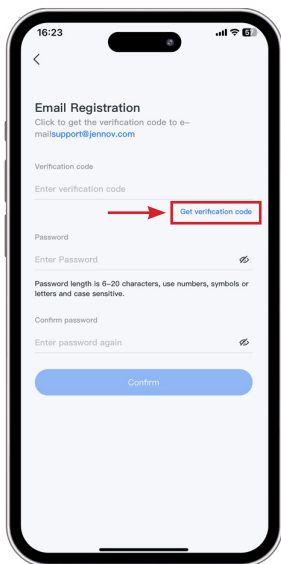 16:23
Email Registration
Click to get the verification code to e-
mailsupport@jennov.com
Verification code
Enter verification code
Get verification code
Password
Enter Password
Password length is 6-20 characters, use numbers, symbols or
letters and case sensitive.
Confirm password
Enter password again
Confirm